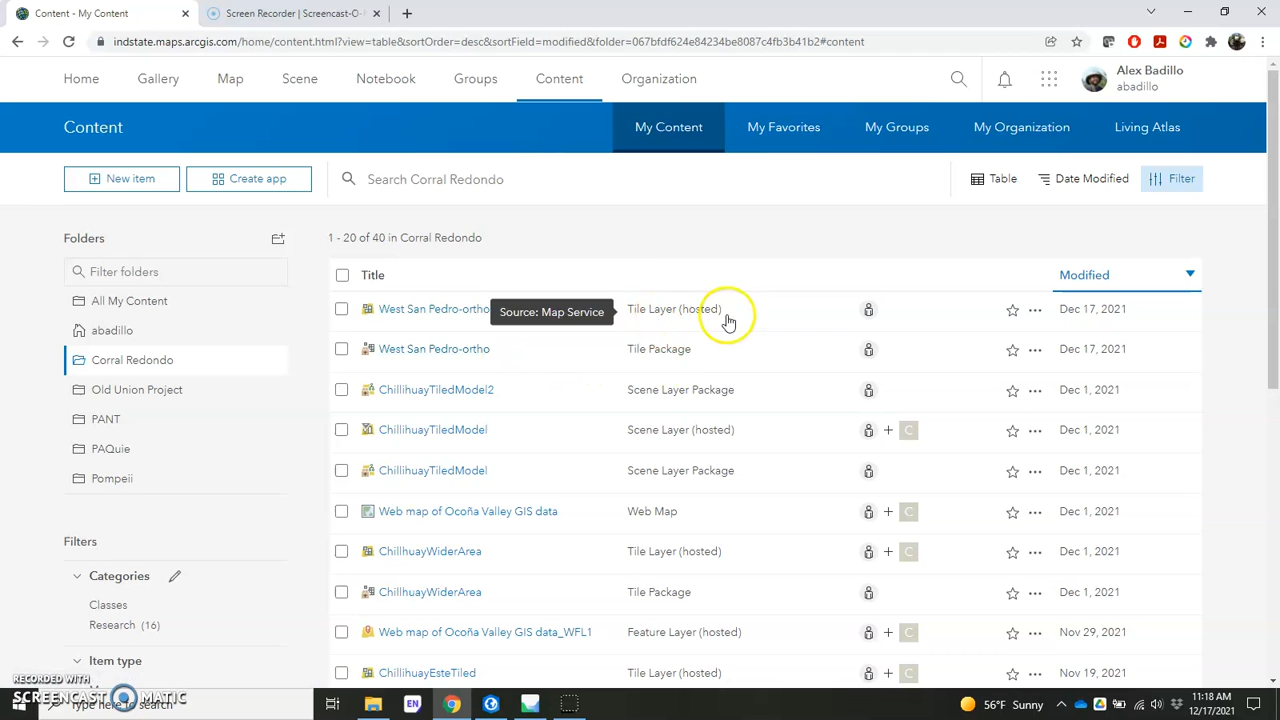 Content - My Content
Screen Recorder | Screencast-O-
indstate.maps.arcgis.com/home/content.html?view=table&sortOrder=desc&sortField=modified&folder=067bfdf624e84234be8087c4fb3b41b2#content
Home Gallery Map Scene Notebook Groups Content Organization
Alex Badillo
abadillo
Content
My Content My Favorites My Groups My Organization Living Atlas
New item Create app Search Corral Redondo Table Date Modified Filter
Folders
1 - 20 of 40 in Corral Redondo
Filter folders
Title Modified
All My Content
abadillo
Corral Redondo
Old Union Project
PANT
PAQuie
Pompeii
West San Pedro-ortho Source: Map Service Tile Layer (hosted) Dec 17, 2021
West San Pedro-ortho Tile Package Dec 17, 2021
ChillihuayTiledModel2 Scene Layer Package Dec 1, 2021
ChillihuayTiledModel Scene Layer (hosted) + C Dec 1, 2021
ChillihuayTiledModel Scene Layer Package Dec 1, 2021
Web map of Ocoña Valley GIS data Web Map + C Dec 1, 2021
ChillhuayWiderArea Tile Layer (hosted) + C Dec 1, 2021
ChillhuayWiderArea Tile Package Dec 1, 2021
Web map of Ocoña Valley GIS data_WFL1 Feature Layer (hosted) + C Nov 29, 2021
ChillihuayEsteTiled Tile Layer (hosted) + C Nov 19, 2021
Filters
Categories
Classes
Research (16)
Item type
RECORDED WITH
SCREENCAST MATIC
Type here to search
EN
56°F Sunny
11:18 AM
12/17/2021